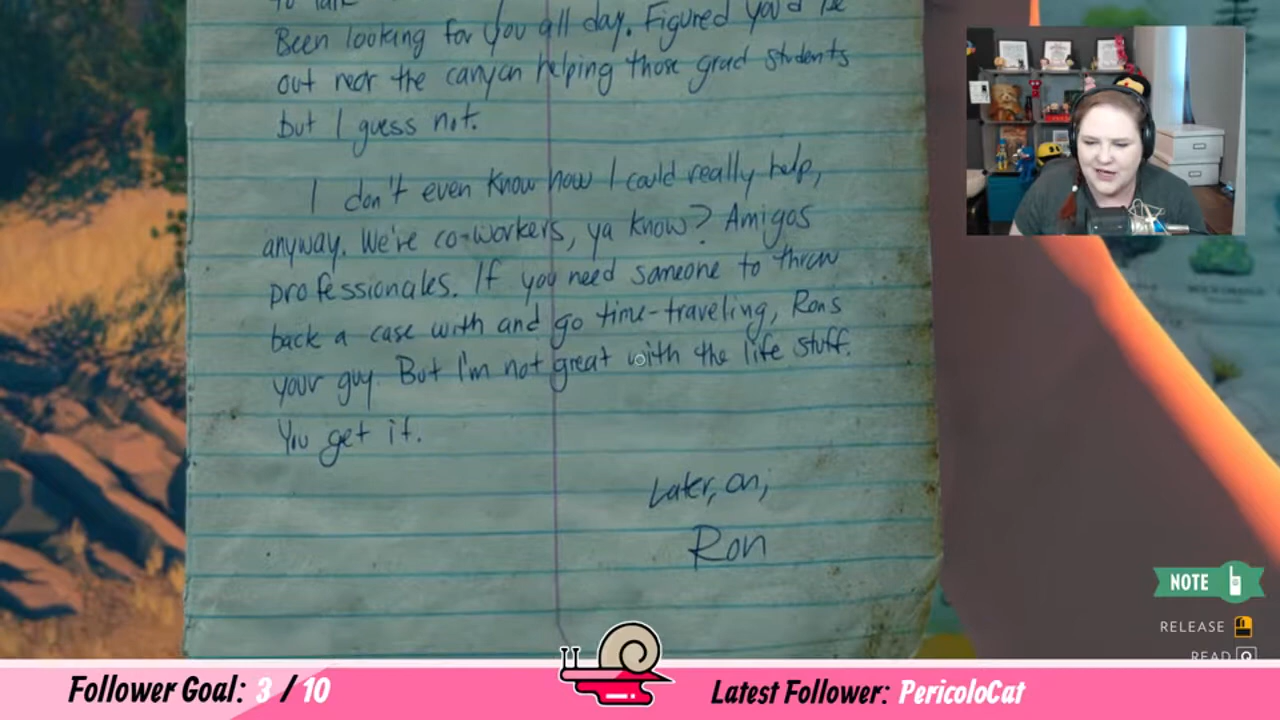 to talk
Been looking for you all day. Figured you'd be
out near the canyon helping those grad students
but I guess not.
I don't even know how I could really help,
anyway. We're co-workers, ya know? Amigos
professionales. If you need someone to throw
back a case with and go time-traveling, Rons
your guy. But I'm not great with the life stuff.
You get it.
Later, on,
Ron
NOTE
RELEASE
READ
Follower Goal: 3 / 10
Latest Follower: PericoloCat